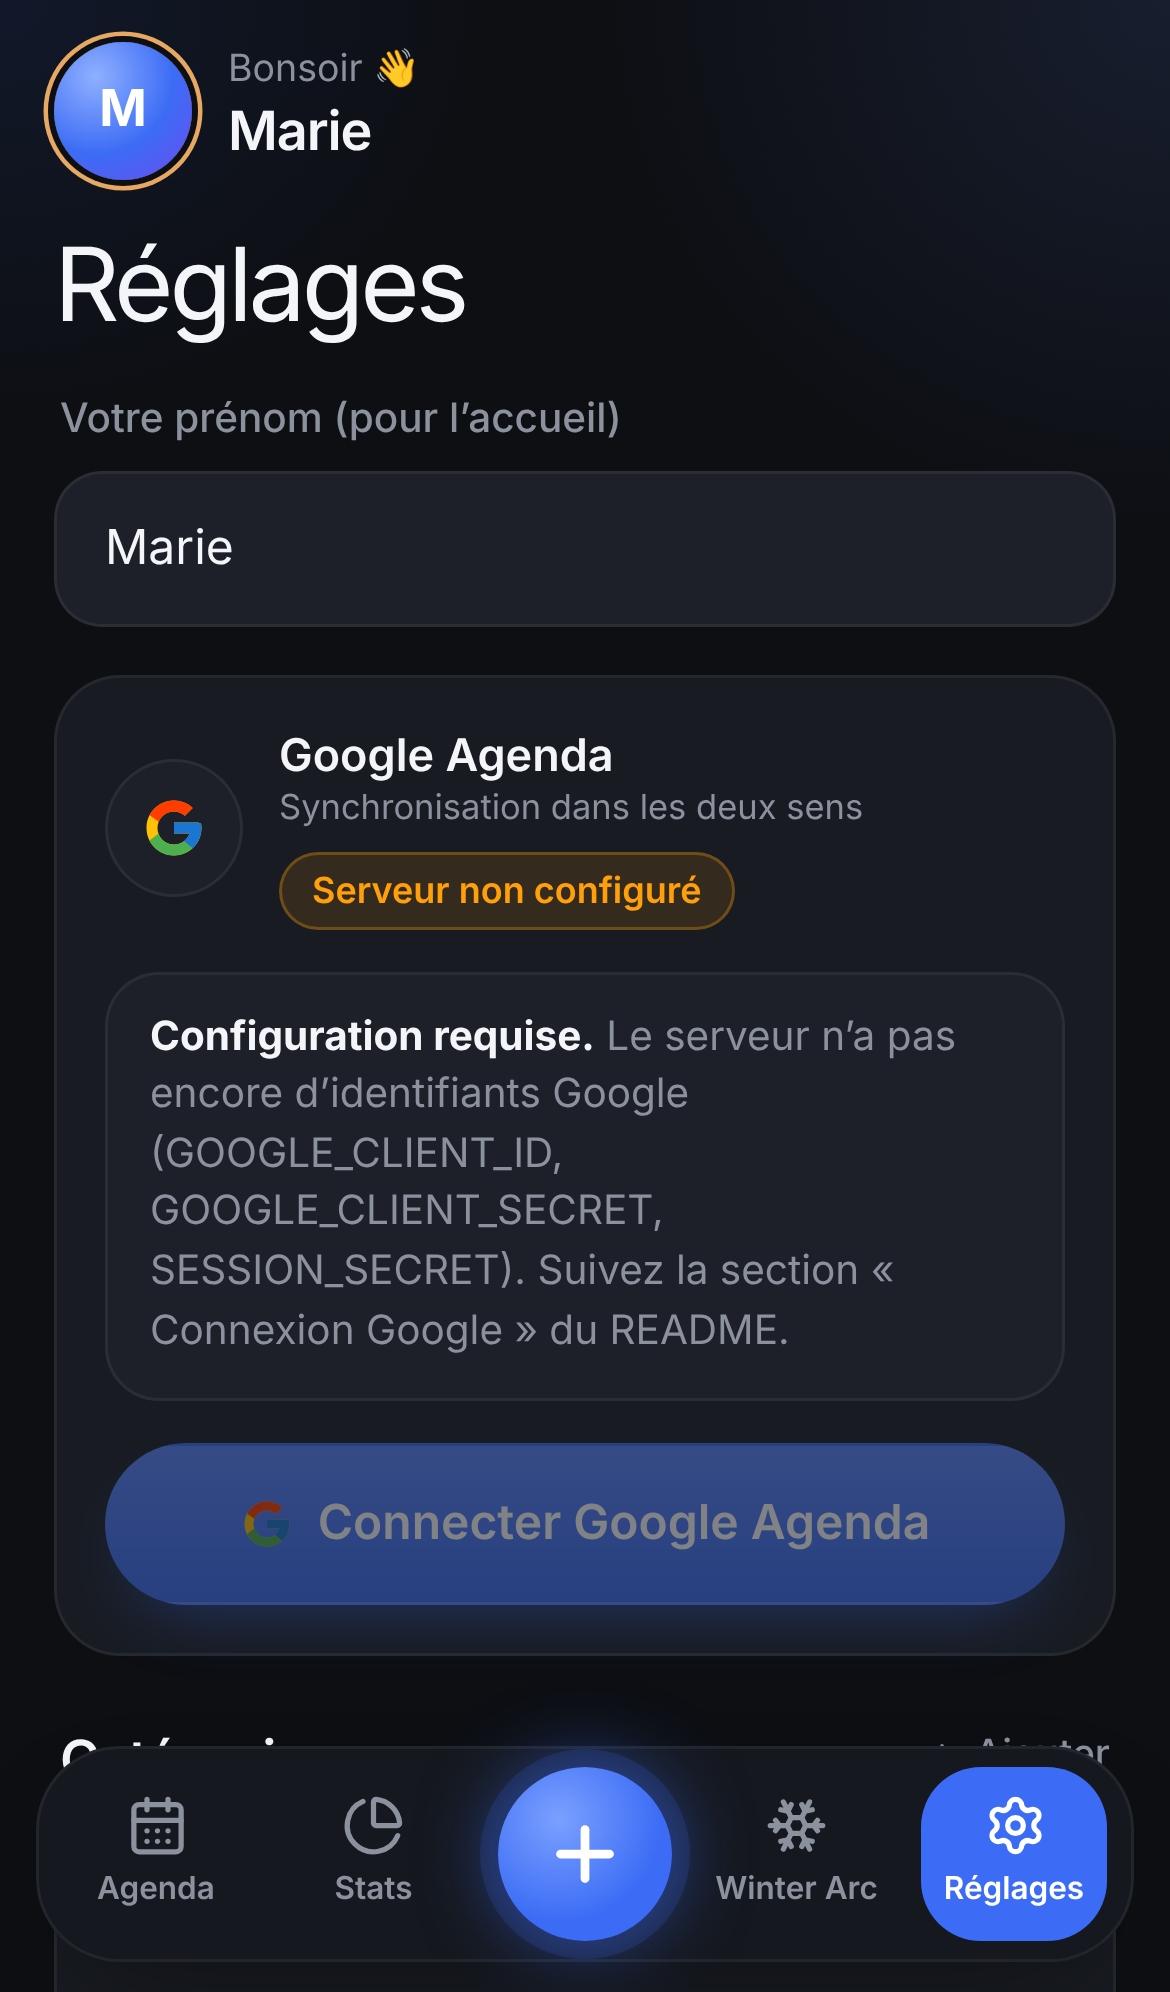 M
Bonsoir 👋
Marie
Réglages
Votre prénom (pour l’accueil)
Marie
Google Agenda
Synchronisation dans les deux sens
Serveur non configuré
Configuration requise. Le serveur n’a pas
encore d’identifiants Google
(GOOGLE_CLIENT_ID,
GOOGLE_CLIENT_SECRET,
SESSION_SECRET). Suivez la section «
Connexion Google » du README.
Connecter Google Agenda
Agenda
Stats
Winter Arc
Réglages